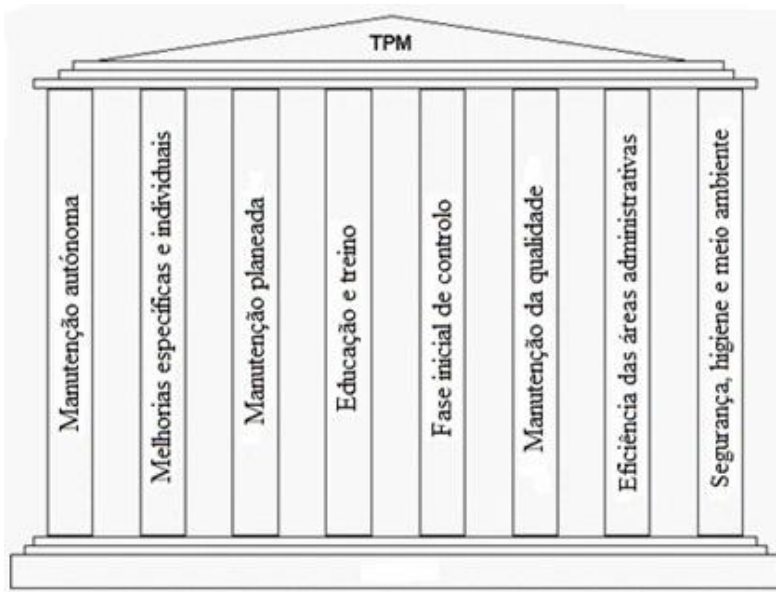 TPM
Manutenção autónoma
Melhorias específicas e individuais
Manutenção planeada
Educação e treino
Fase inicial de controlo
Manutenção da qualidade
Eficiência das áreas administrativas
Segurança, higiene e meio ambiente